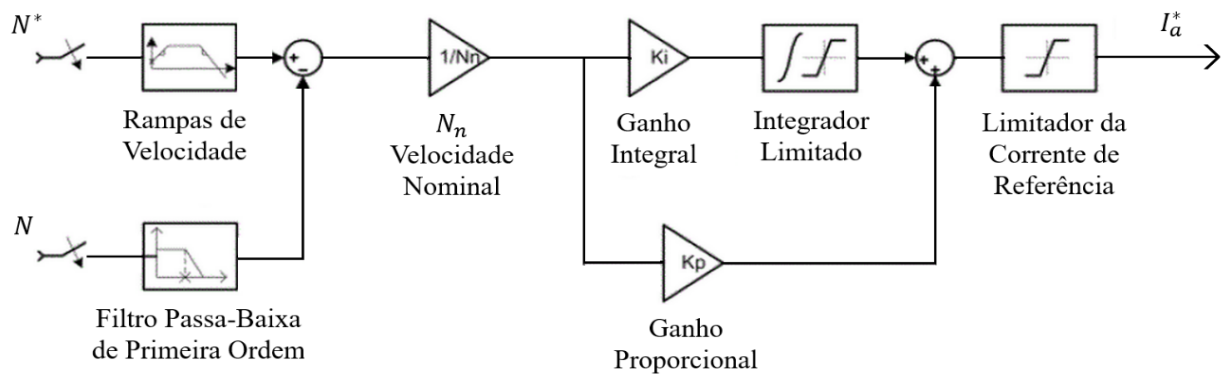 N*
I*a
+
−
1/Nn
Ki
+
+
Rampas de
Velocidade
Nn
Velocidade
Nominal
Ganho
Integral
Integrador
Limitado
Limitador da
Corrente de
Referência
N
Kp
Filtro Passa-Baixa
de Primeira Ordem
Ganho
Proporcional